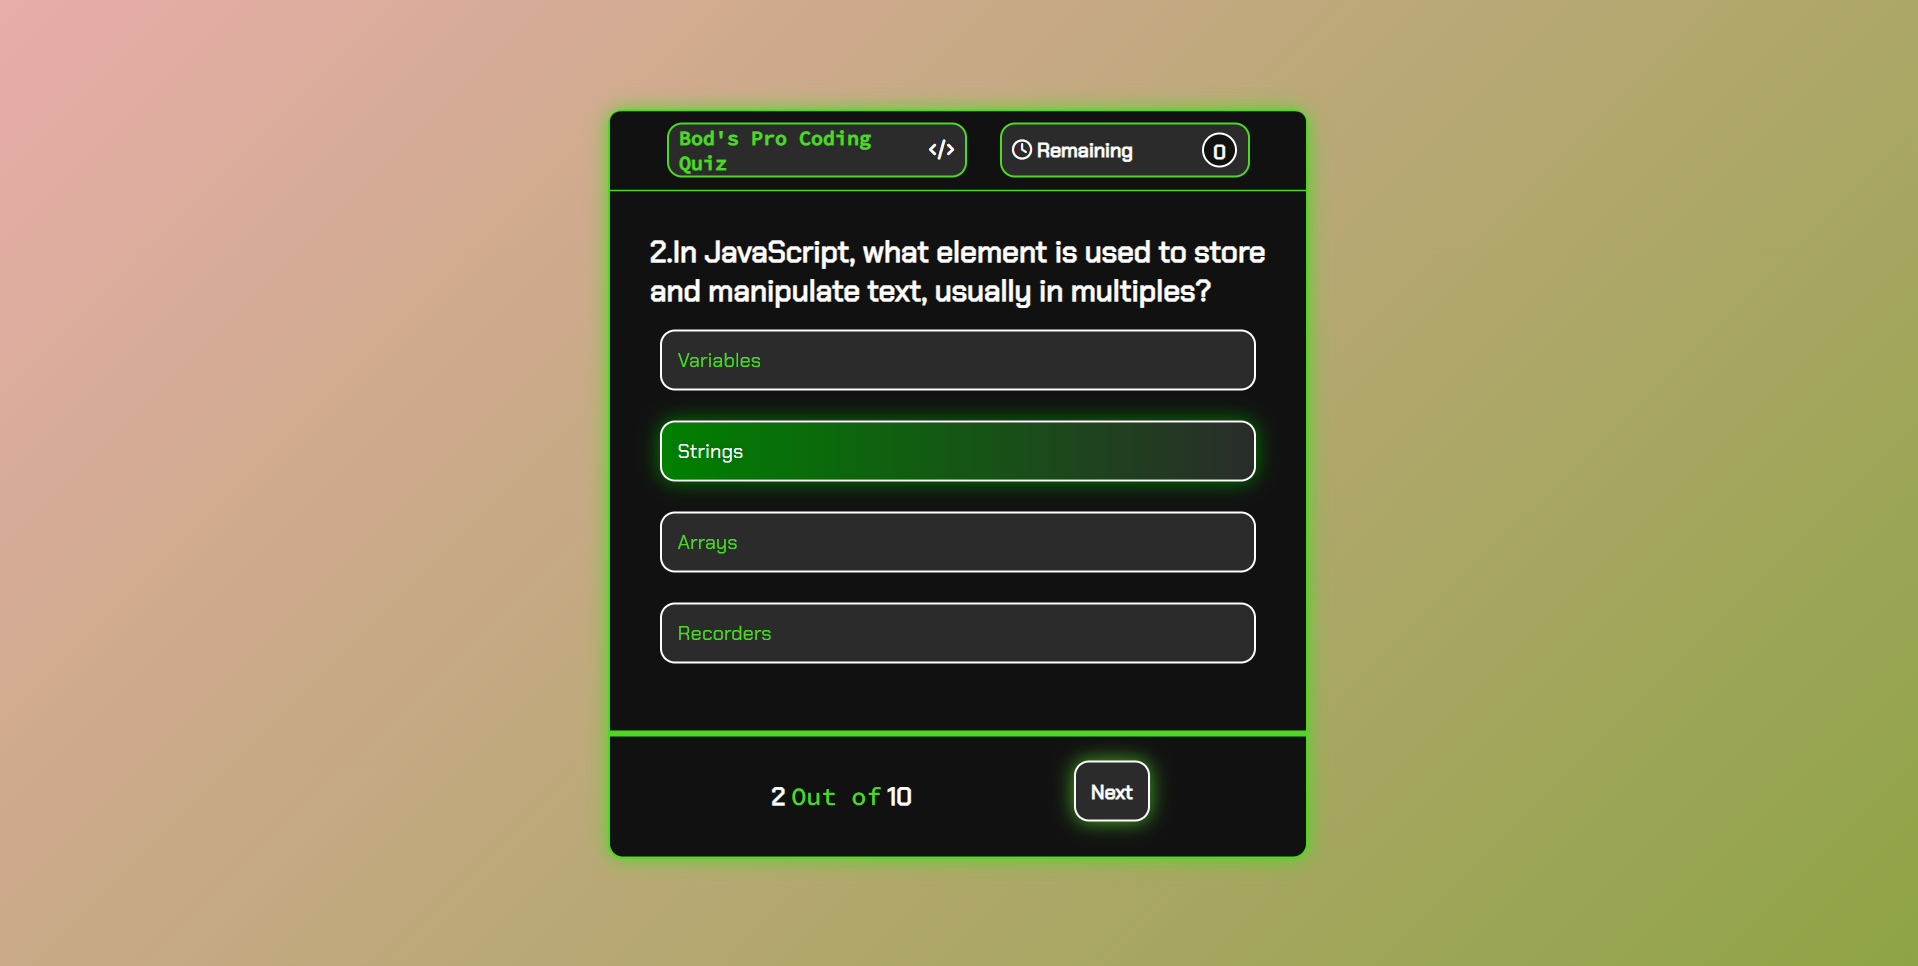 Bod's Pro Coding
Quiz
</>
Remaining
0
2.In JavaScript, what element is used to store
and manipulate text, usually in multiples?
Variables
Strings
Arrays
Recorders
2 Out of 10
Next